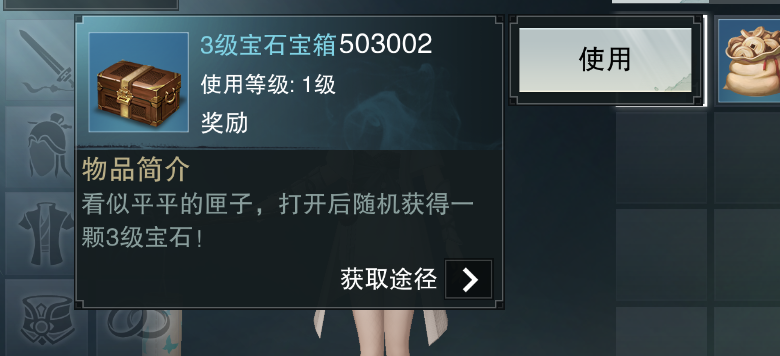 3级宝石宝箱503002
使用等级: 1级
奖励
使用
物品简介
看似平平的匣子，打开后随机获得一
颗3级宝石!
获取途径